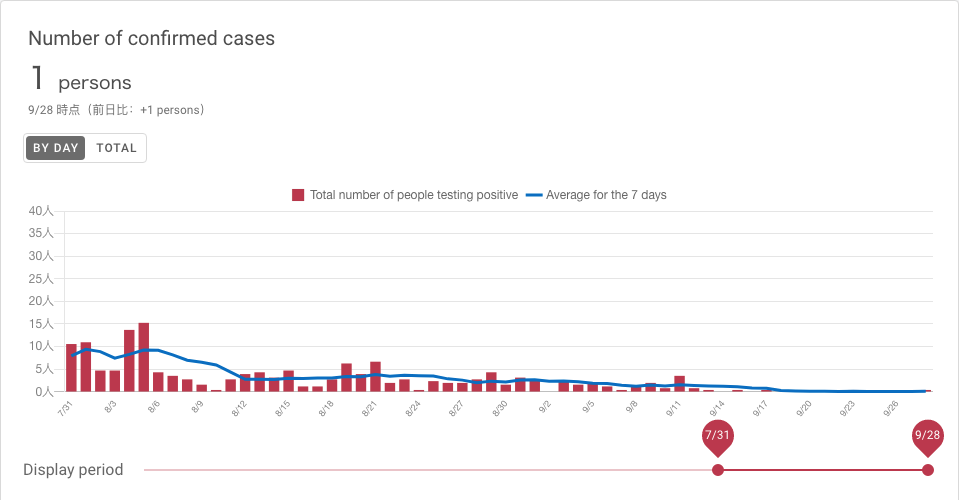 Number of confirmed cases
1 persons
9/28 時点（前日比：+1 persons）
BY DAY TOTAL
Total number of people testing positive Average for the 7 days
40人
35人
30人
25人
20人
15人
10人
5人
0人
7/31 8/3 8/6 8/9 8/12 8/15 8/18 8/21 8/24 8/27 8/30 9/2 9/5 9/8 9/11 9/14 9/17 9/20 9/23 9/26
7/31 9/28
Display period